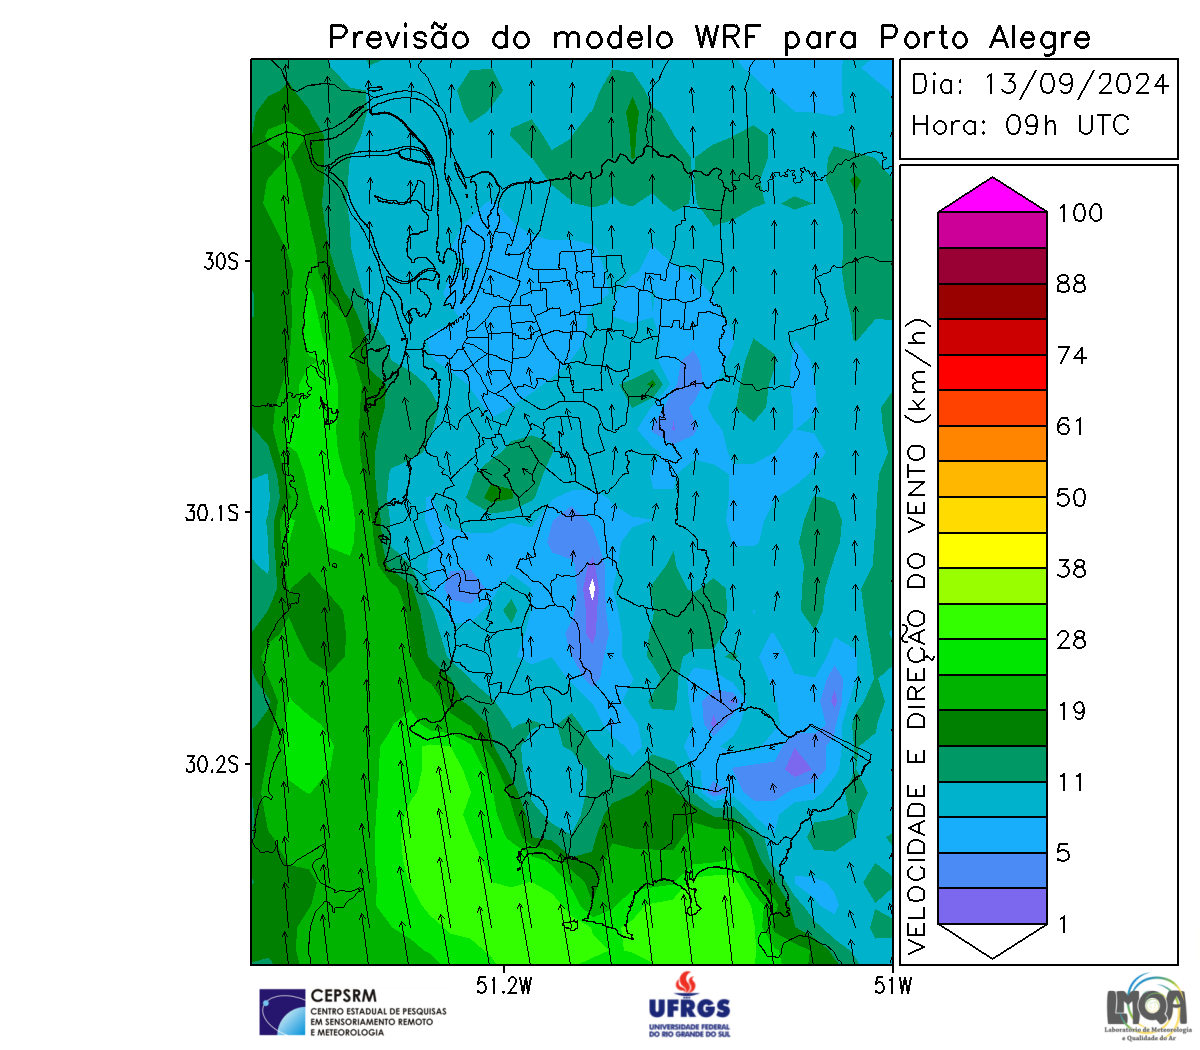 Previsão do modelo WRF para Porto Alegre
Dia: 13/09/2024
Hora: 09h UTC
30S
30.1S
30.2S
51.2W
51W
VELOCIDADE E DIREÇÃO DO VENTO (km/h)
100
88
74
61
50
38
28
19
11
5
1
CEPSRM
CENTRO ESTADUAL DE PESQUISAS
EM SENSORIAMENTO REMOTO
E METEOROLOGIA
UFRGS
UNIVERSIDADE FEDERAL
DO RIO GRANDE DO SUL
LMQA
Laboratório de Meteorologia
e Qualidade do Ar